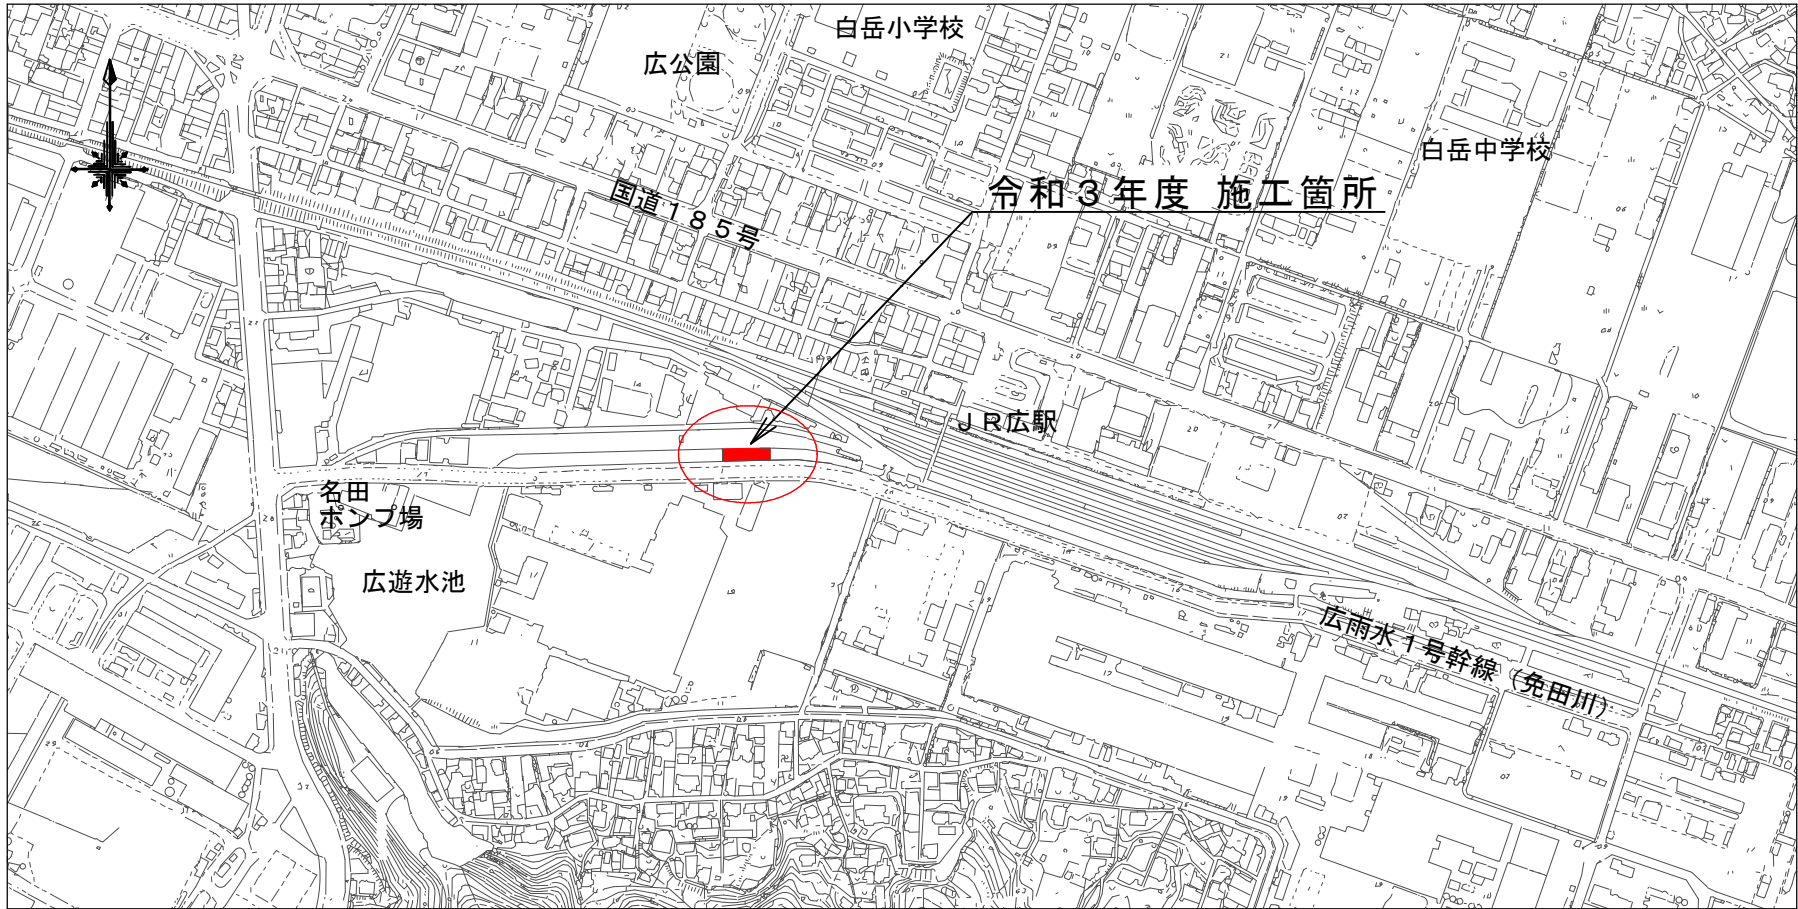 白岳小学校
広公園
白岳中学校
令和３年度 施工箇所
国道１８５号
ＪＲ広駅
名田
ポンプ場
広遊水池
広雨水１号幹線（免田川）